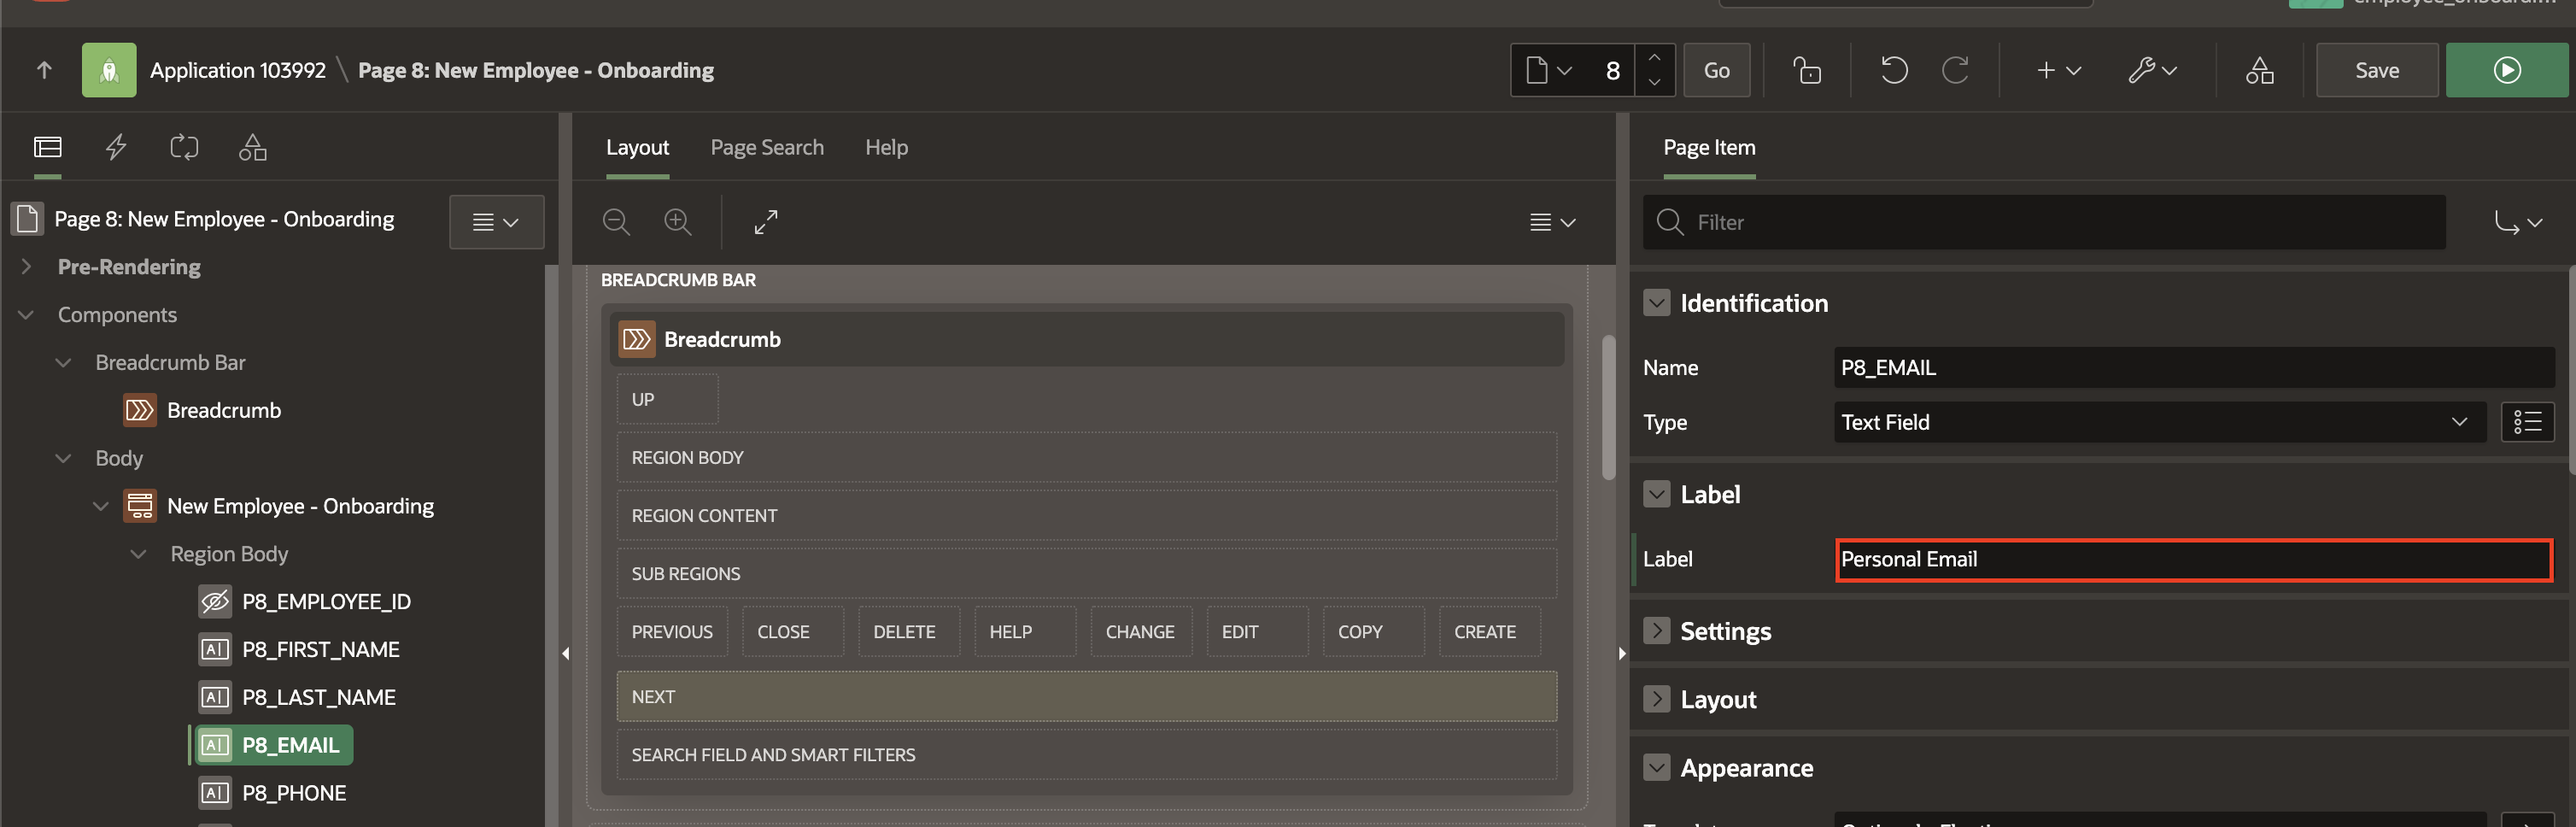 Application 103992 \ Page 8: New Employee - Onboarding
8
Go
Save
Page 8: New Employee - Onboarding
Pre-Rendering
Components
Breadcrumb Bar
Breadcrumb
Body
New Employee - Onboarding
Region Body
P8_EMPLOYEE_ID
P8_FIRST_NAME
P8_LAST_NAME
P8_EMAIL
P8_PHONE
Layout Page Search Help
BREADCRUMB BAR
Breadcrumb
UP
REGION BODY
REGION CONTENT
SUB REGIONS
PREVIOUS CLOSE DELETE HELP CHANGE EDIT COPY CREATE
NEXT
SEARCH FIELD AND SMART FILTERS
Page Item
Filter
Identification
Name P8_EMAIL
Type Text Field
Label
Label Personal Email
Settings
Layout
Appearance